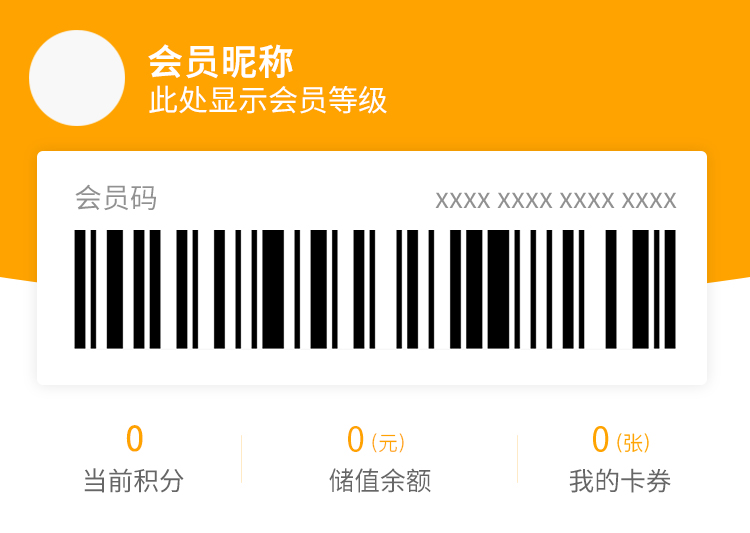 会员昵称
此处显示会员等级
会员码 xxxx xxxx xxxx xxxx
0 0 (元) 0 (张)
当前积分 储值余额 我的卡券